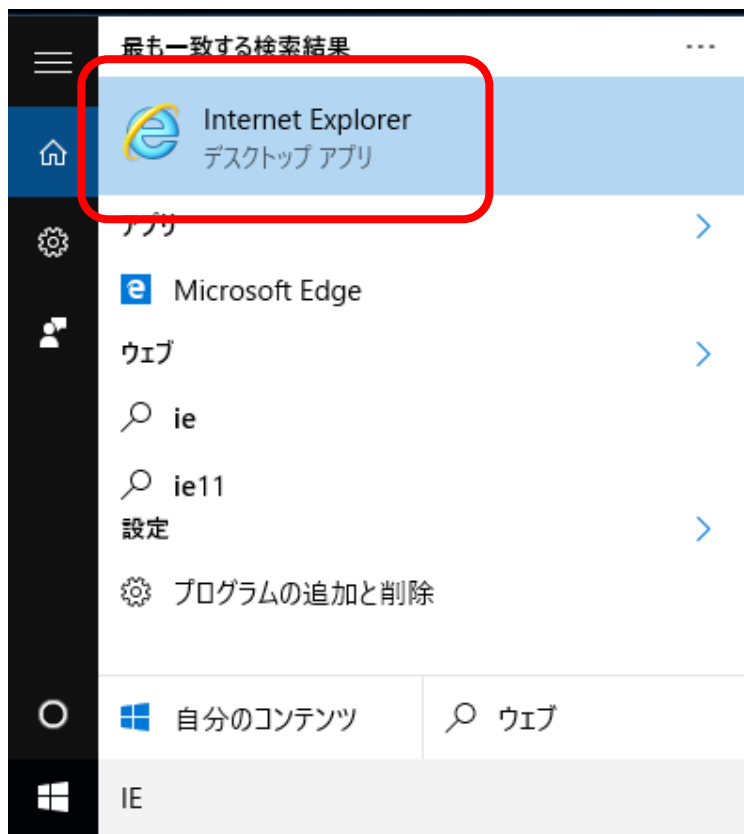 最も一致する検索結果
...
Internet Explorer
デスクトップ アプリ
アプリ
Microsoft Edge
ウェブ
ie
ie11
設定
プログラムの追加と削除
自分のコンテンツ
ウェブ
IE